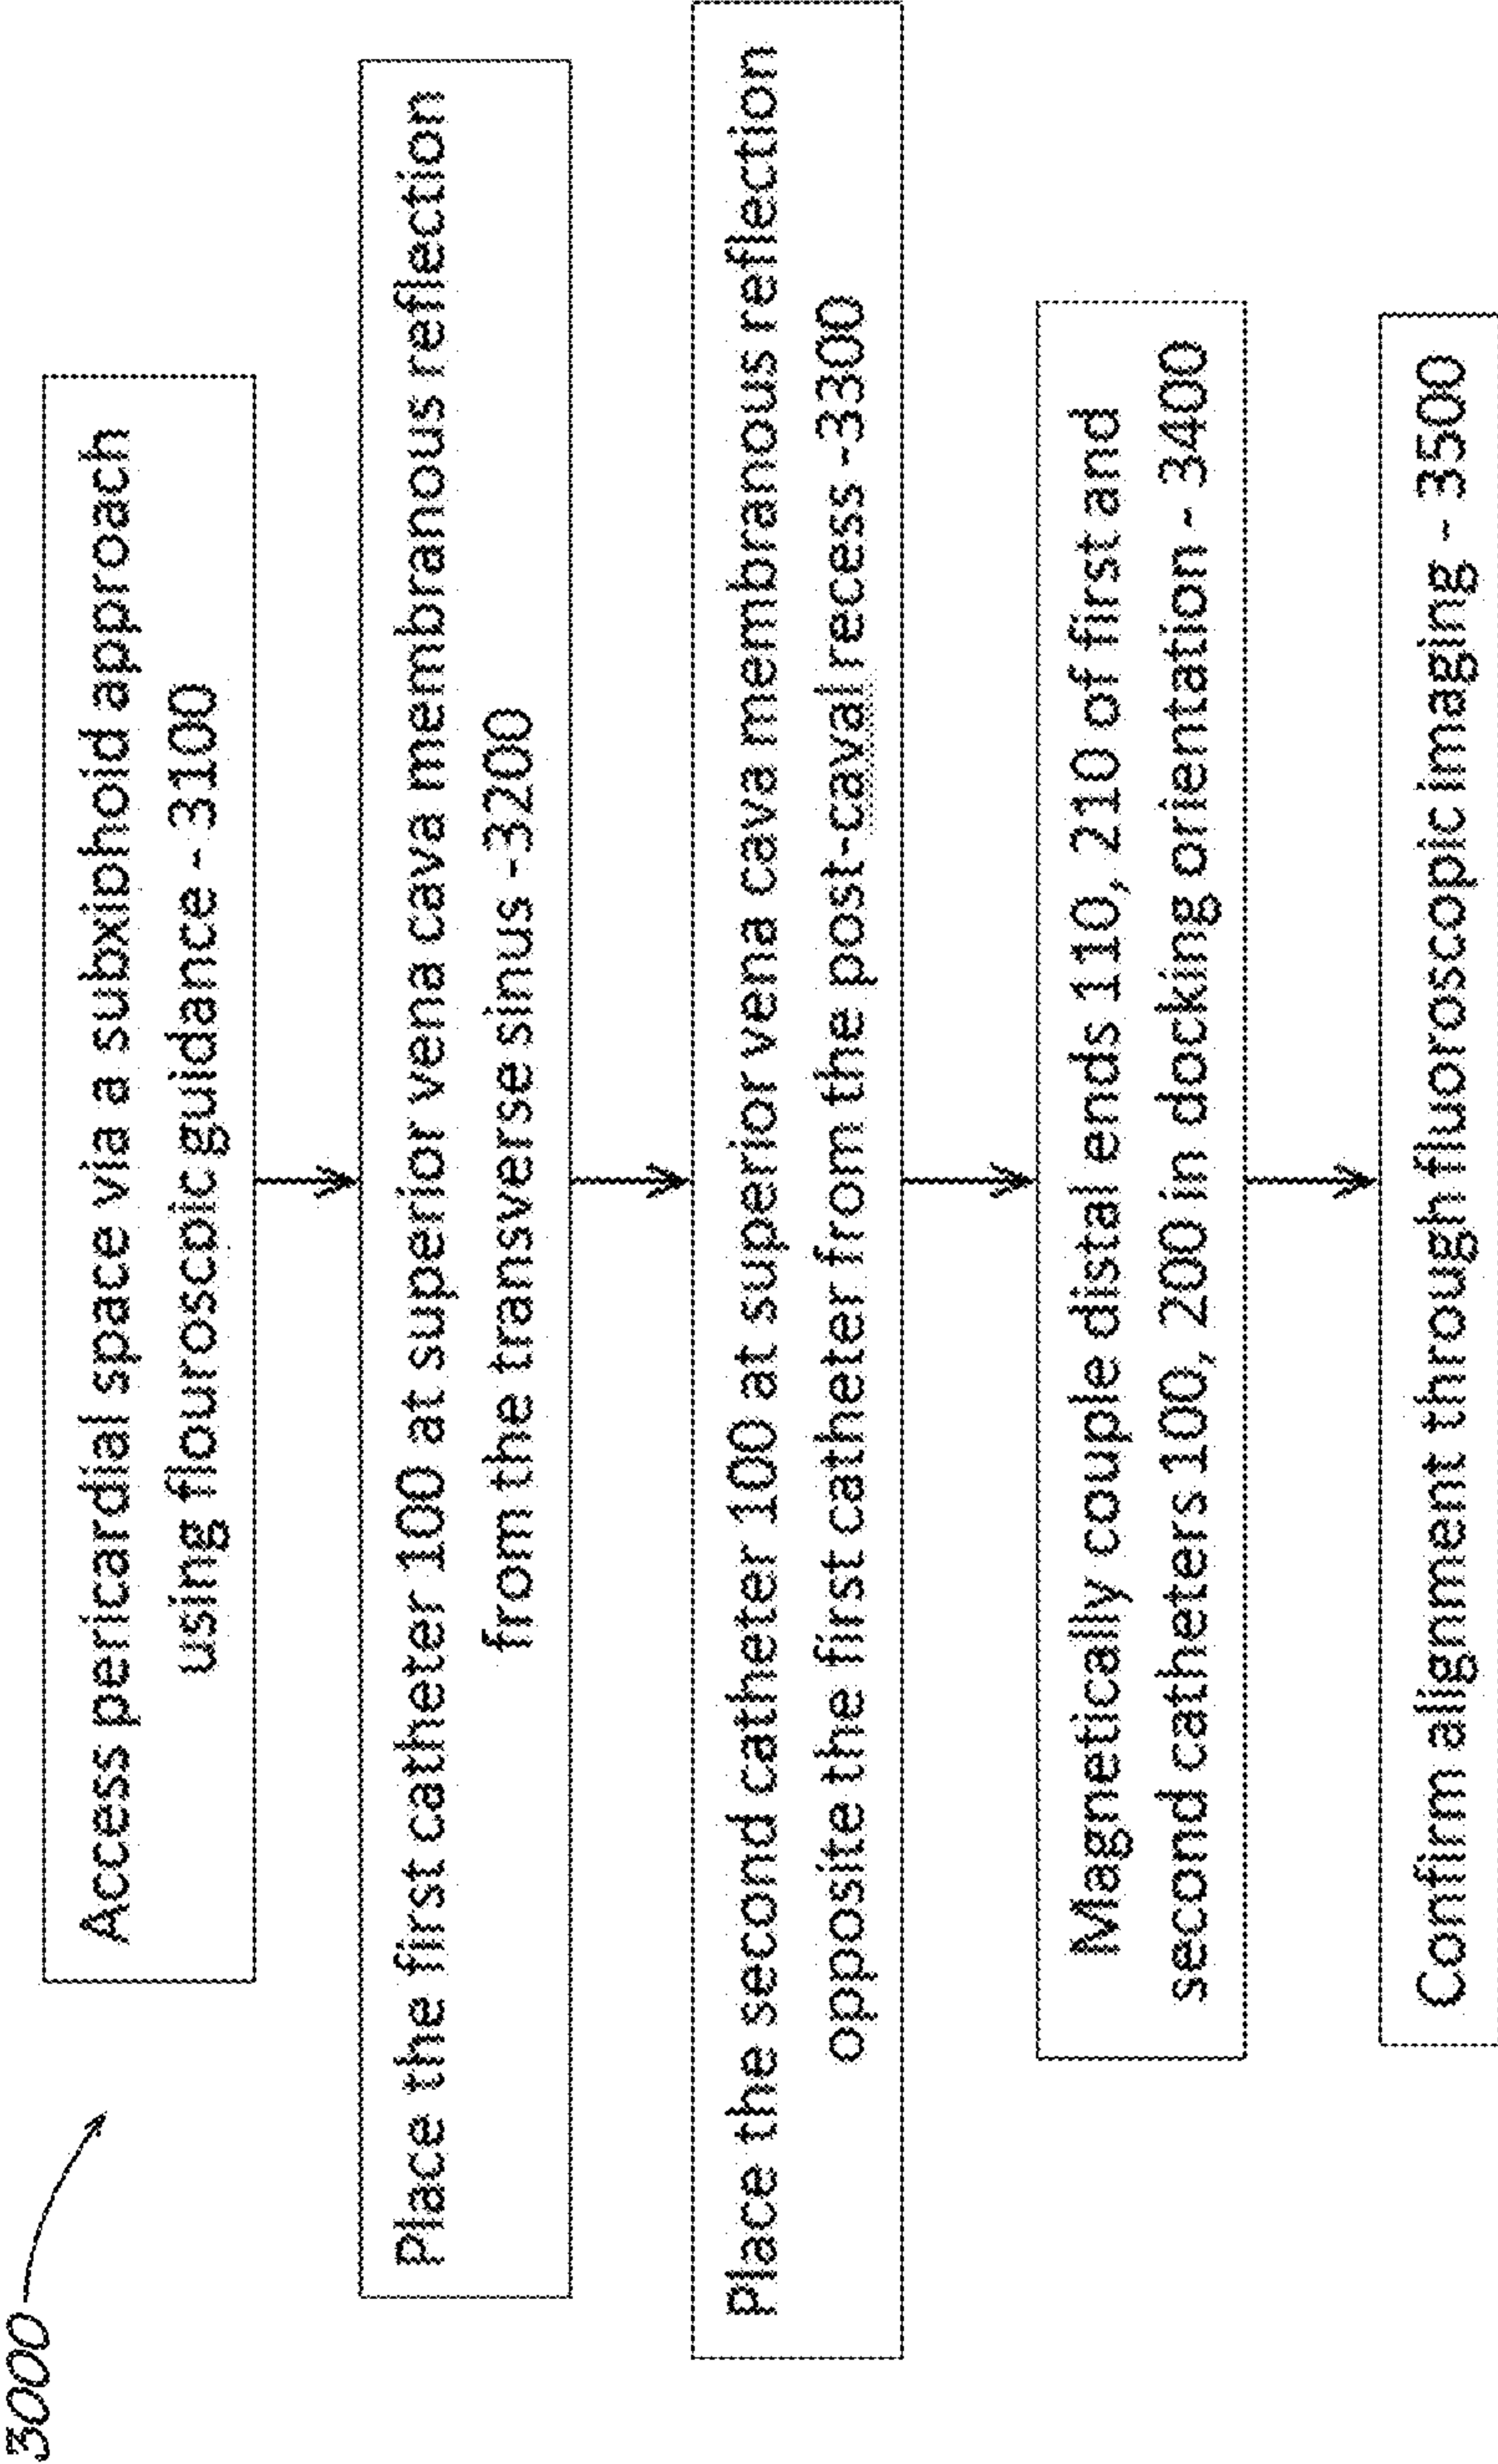 3000
Access pericardial space via a subxiphoid approach
using flouroscopic guidance - 3100
Place the first catheter 100 at superior vena cava membranous reflection
from the transverse sinus -3200
Place the second catheter 100 at superior vena cava membranous reflection
opposite the first catheter from the post-caval recess -3300
Magnetically couple distal ends 110, 210 of first and
second catheters 100, 200 in docking orientation - 3400
Confirm alignment through fluoroscopic imaging - 3500